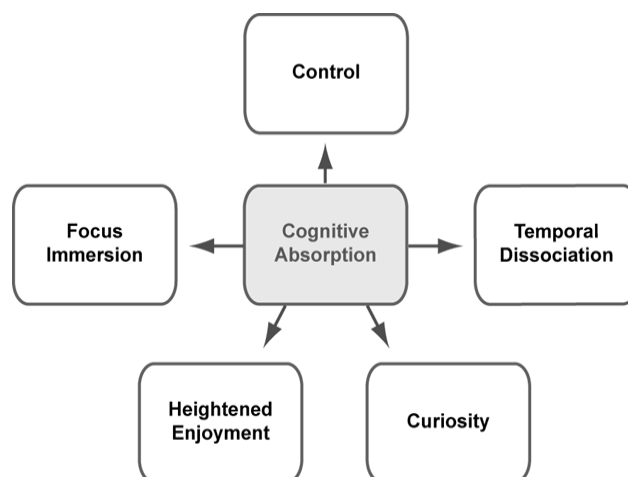 Control
Focus
Immersion
Cognitive
Absorption
Temporal
Dissociation
Heightened
Enjoyment
Curiosity